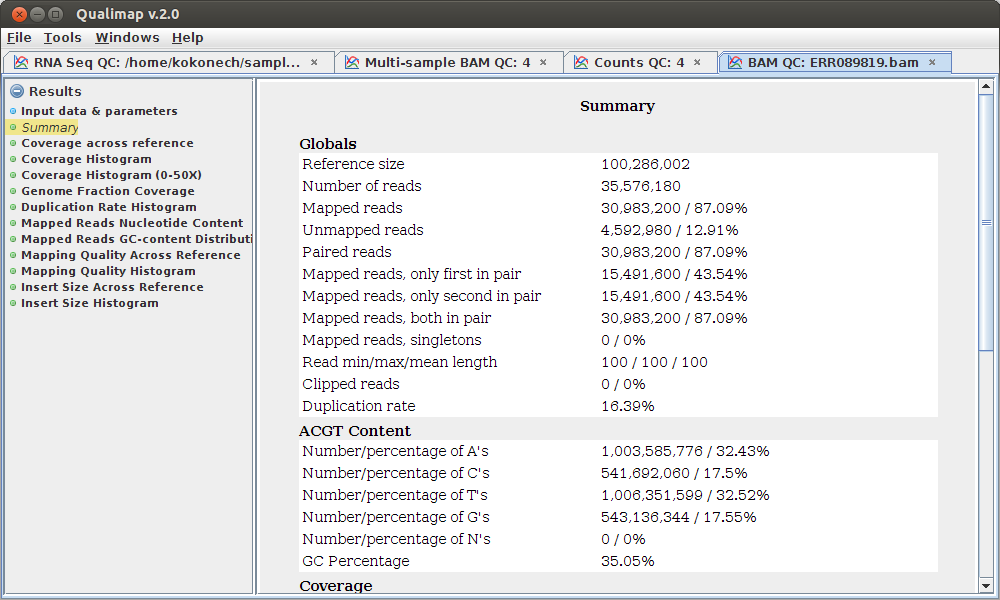 Qualimap v.2.0
File Tools Windows Help
RNA Seq QC: /home/kokonech/sampl... × Multi-sample BAM QC: 4 × Counts QC: 4 × BAM QC: ERR089819.bam ×
Results
Input data & parameters
Summary
Coverage across reference
Coverage Histogram
Coverage Histogram (0-50X)
Genome Fraction Coverage
Duplication Rate Histogram
Mapped Reads Nucleotide Content
Mapped Reads GC-content Distributi
Mapping Quality Across Reference
Mapping Quality Histogram
Insert Size Across Reference
Insert Size Histogram
Summary
Globals
Reference size 100,286,002
Number of reads 35,576,180
Mapped reads 30,983,200 / 87.09%
Unmapped reads 4,592,980 / 12.91%
Paired reads 30,983,200 / 87.09%
Mapped reads, only first in pair 15,491,600 / 43.54%
Mapped reads, only second in pair 15,491,600 / 43.54%
Mapped reads, both in pair 30,983,200 / 87.09%
Mapped reads, singletons 0 / 0%
Read min/max/mean length 100 / 100 / 100
Clipped reads 0 / 0%
Duplication rate 16.39%
ACGT Content
Number/percentage of A's 1,003,585,776 / 32.43%
Number/percentage of C's 541,692,060 / 17.5%
Number/percentage of T's 1,006,351,599 / 32.52%
Number/percentage of G's 543,136,344 / 17.55%
Number/percentage of N's 0 / 0%
GC Percentage 35.05%
Coverage